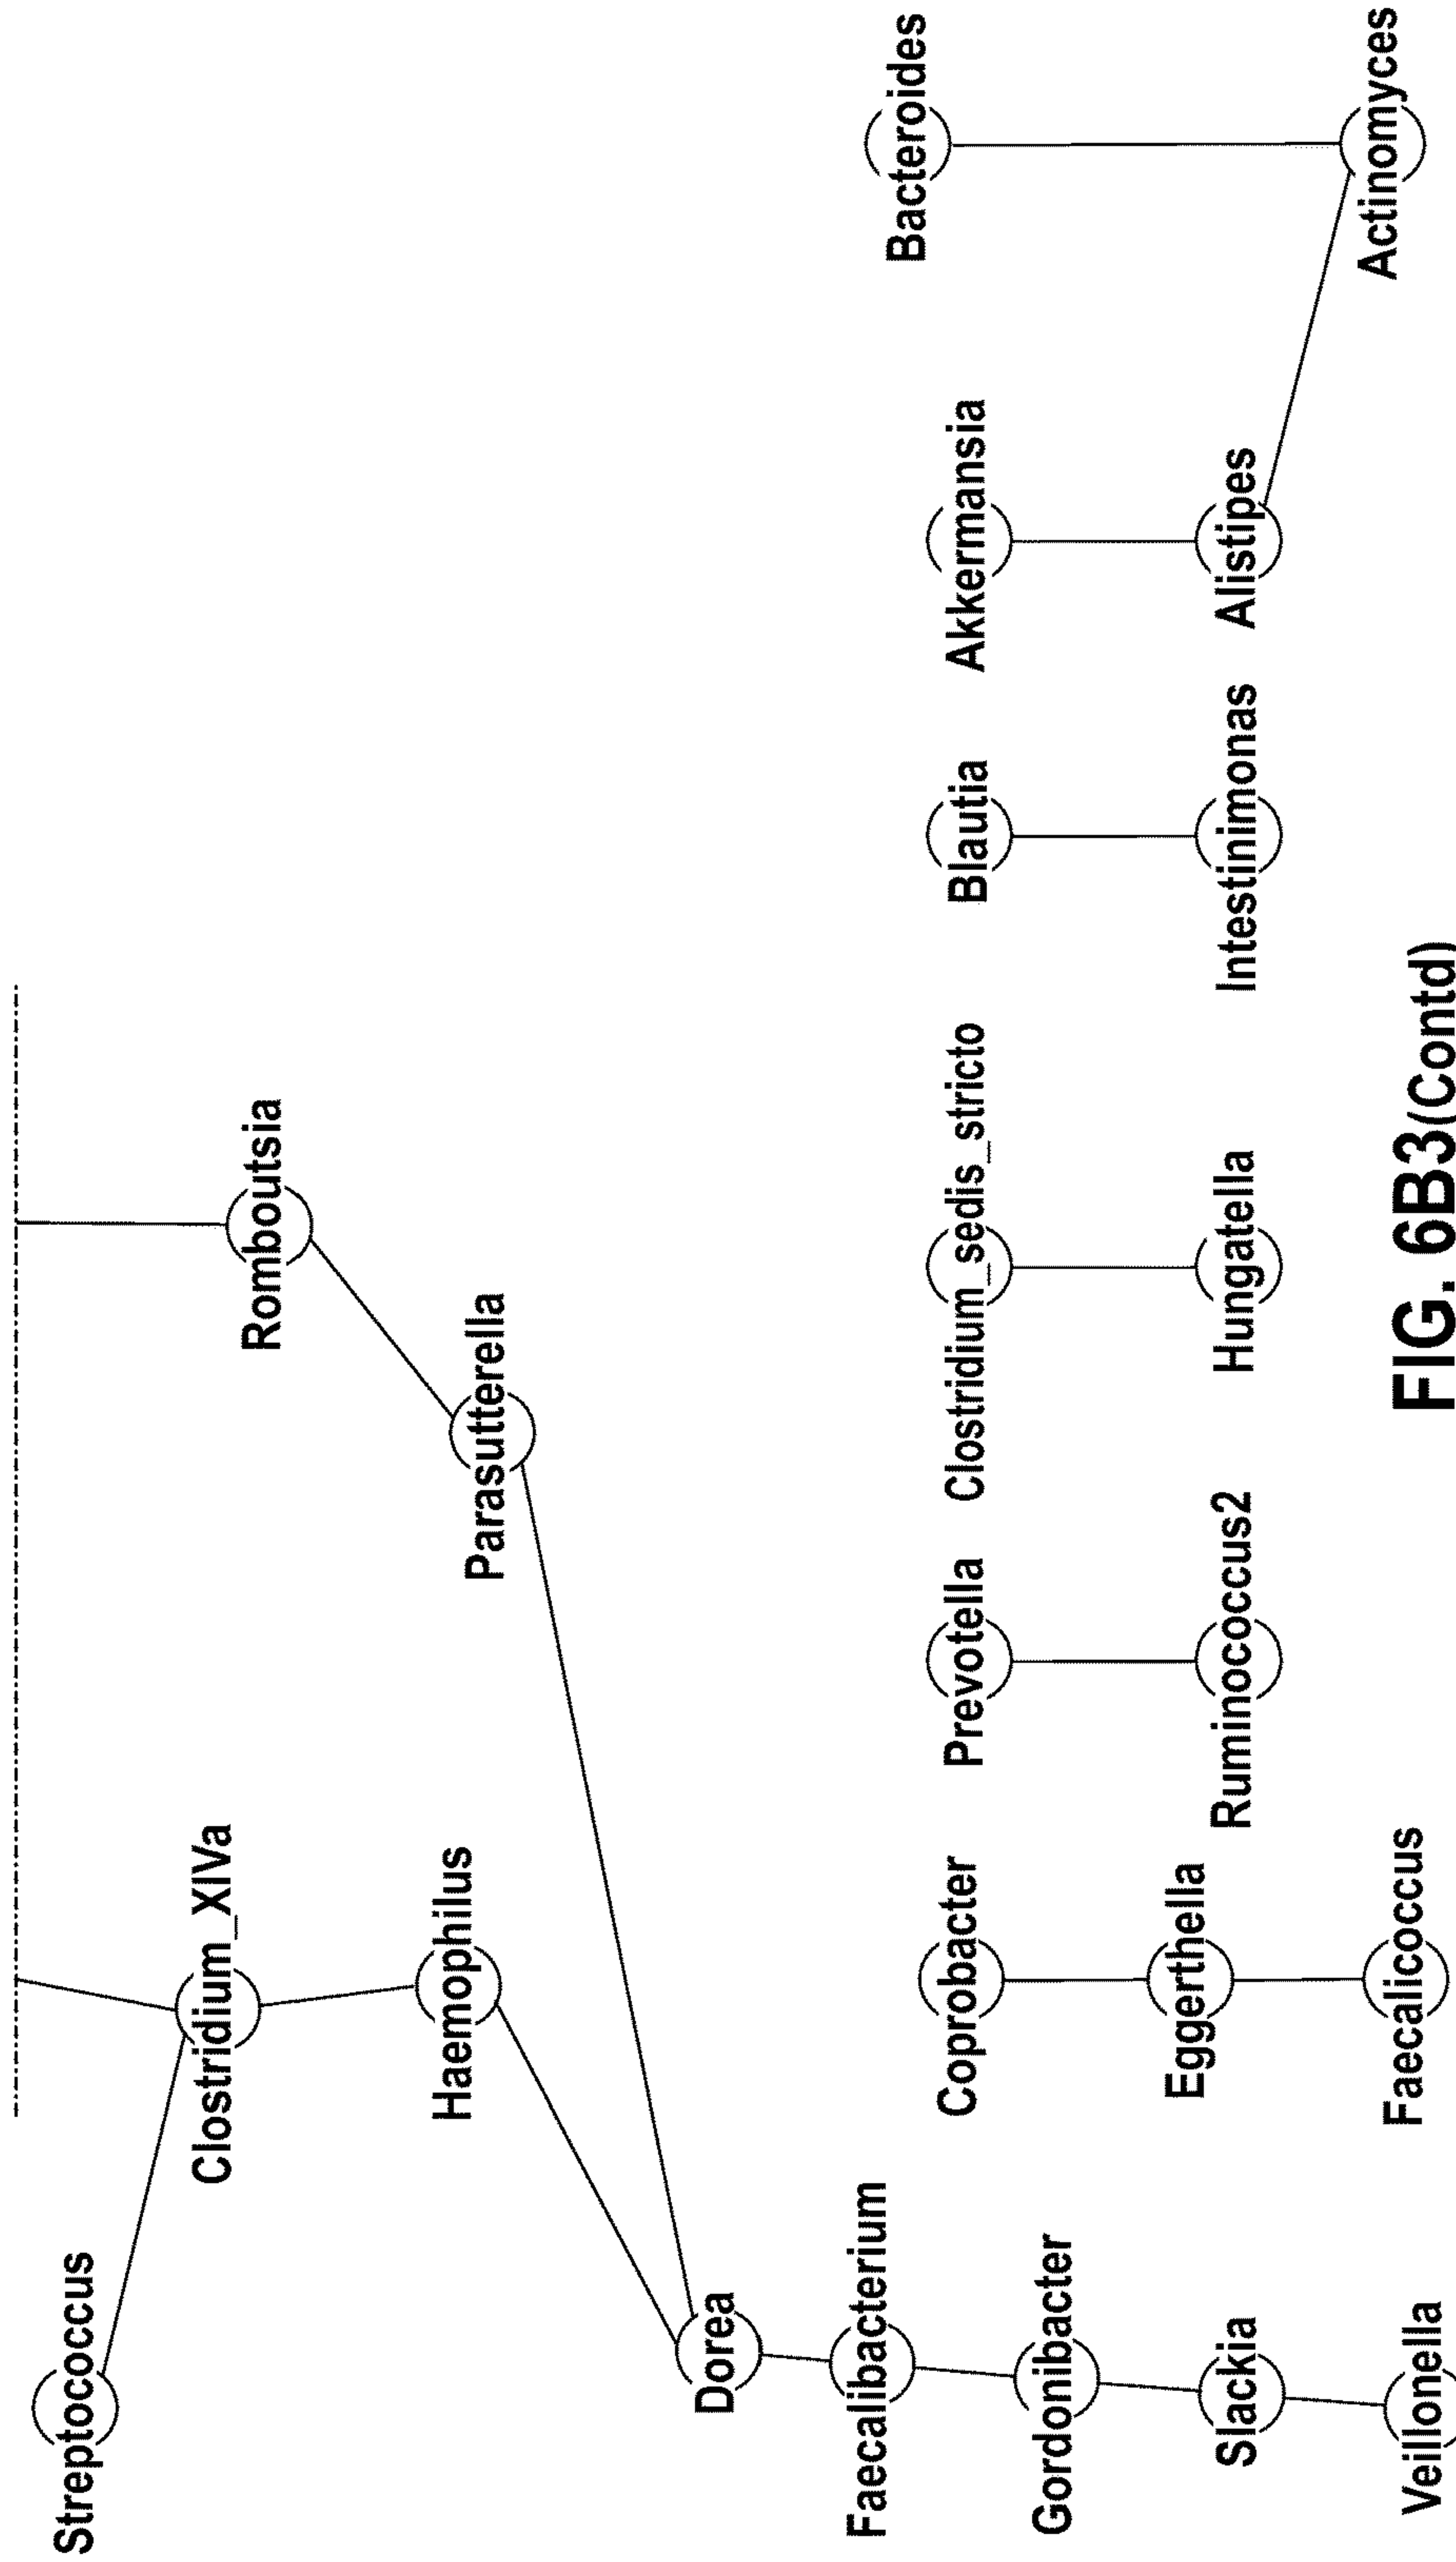 Streptococcus
Clostridium_XIVa
Romboutsia
Haemophilus
Parasutterella
Dorea
Faecalibacterium
Gordonibacter
Slackia
Veillonella
Coprobacter
Eggerthella
Faecalicoccus
Prevotella
Ruminococcus2
Clostridium_sedis_stricto
Hungatella
Blautia
Intestinimonas
Akkermansia
Alistipes
Bacteroides
Actinomyces
FIG. 6B3(Contd)